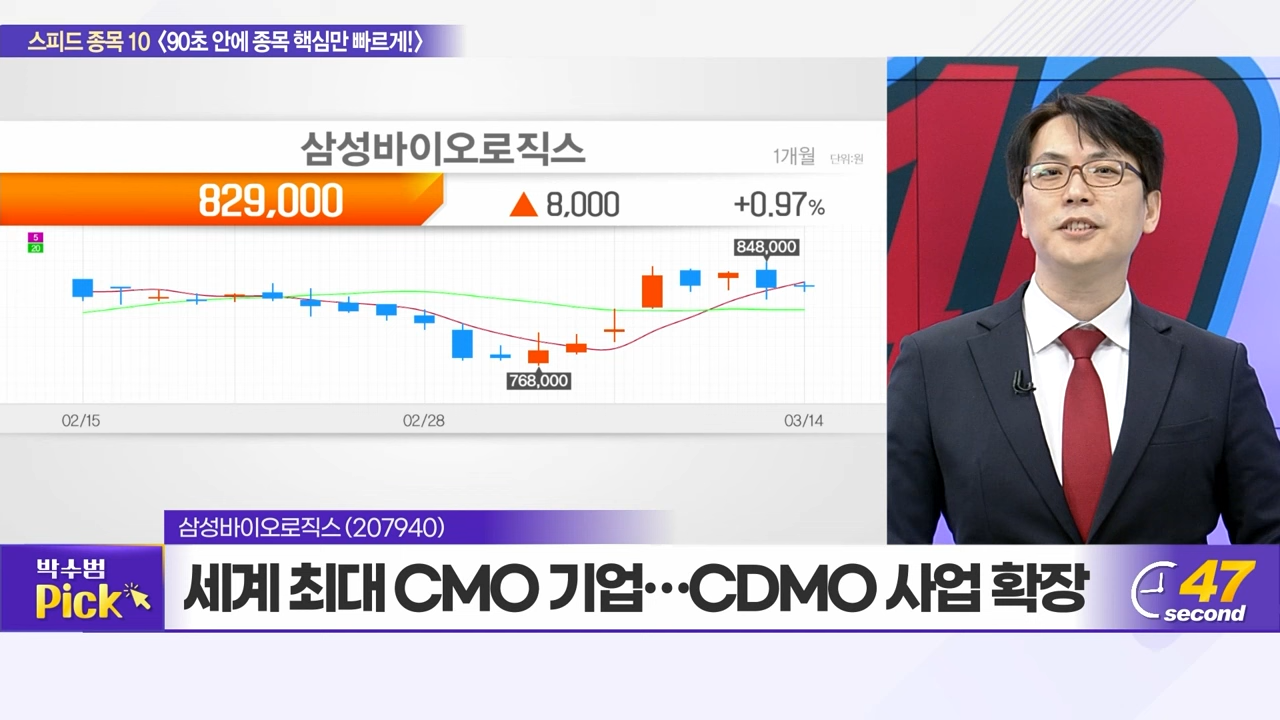 스피드 종목 10 〈90초 안에 종목 핵심만 빠르게!〉
삼성바이오로직스
1개월 단위:원
829,000 ▲ 8,000 +0.97%
5
20
848,000
768,000
02/15 02/28 03/14
10
삼성바이오로직스 (207940)
박수범
Pick
세계 최대 CMO 기업…CDMO 사업 확장
47
second